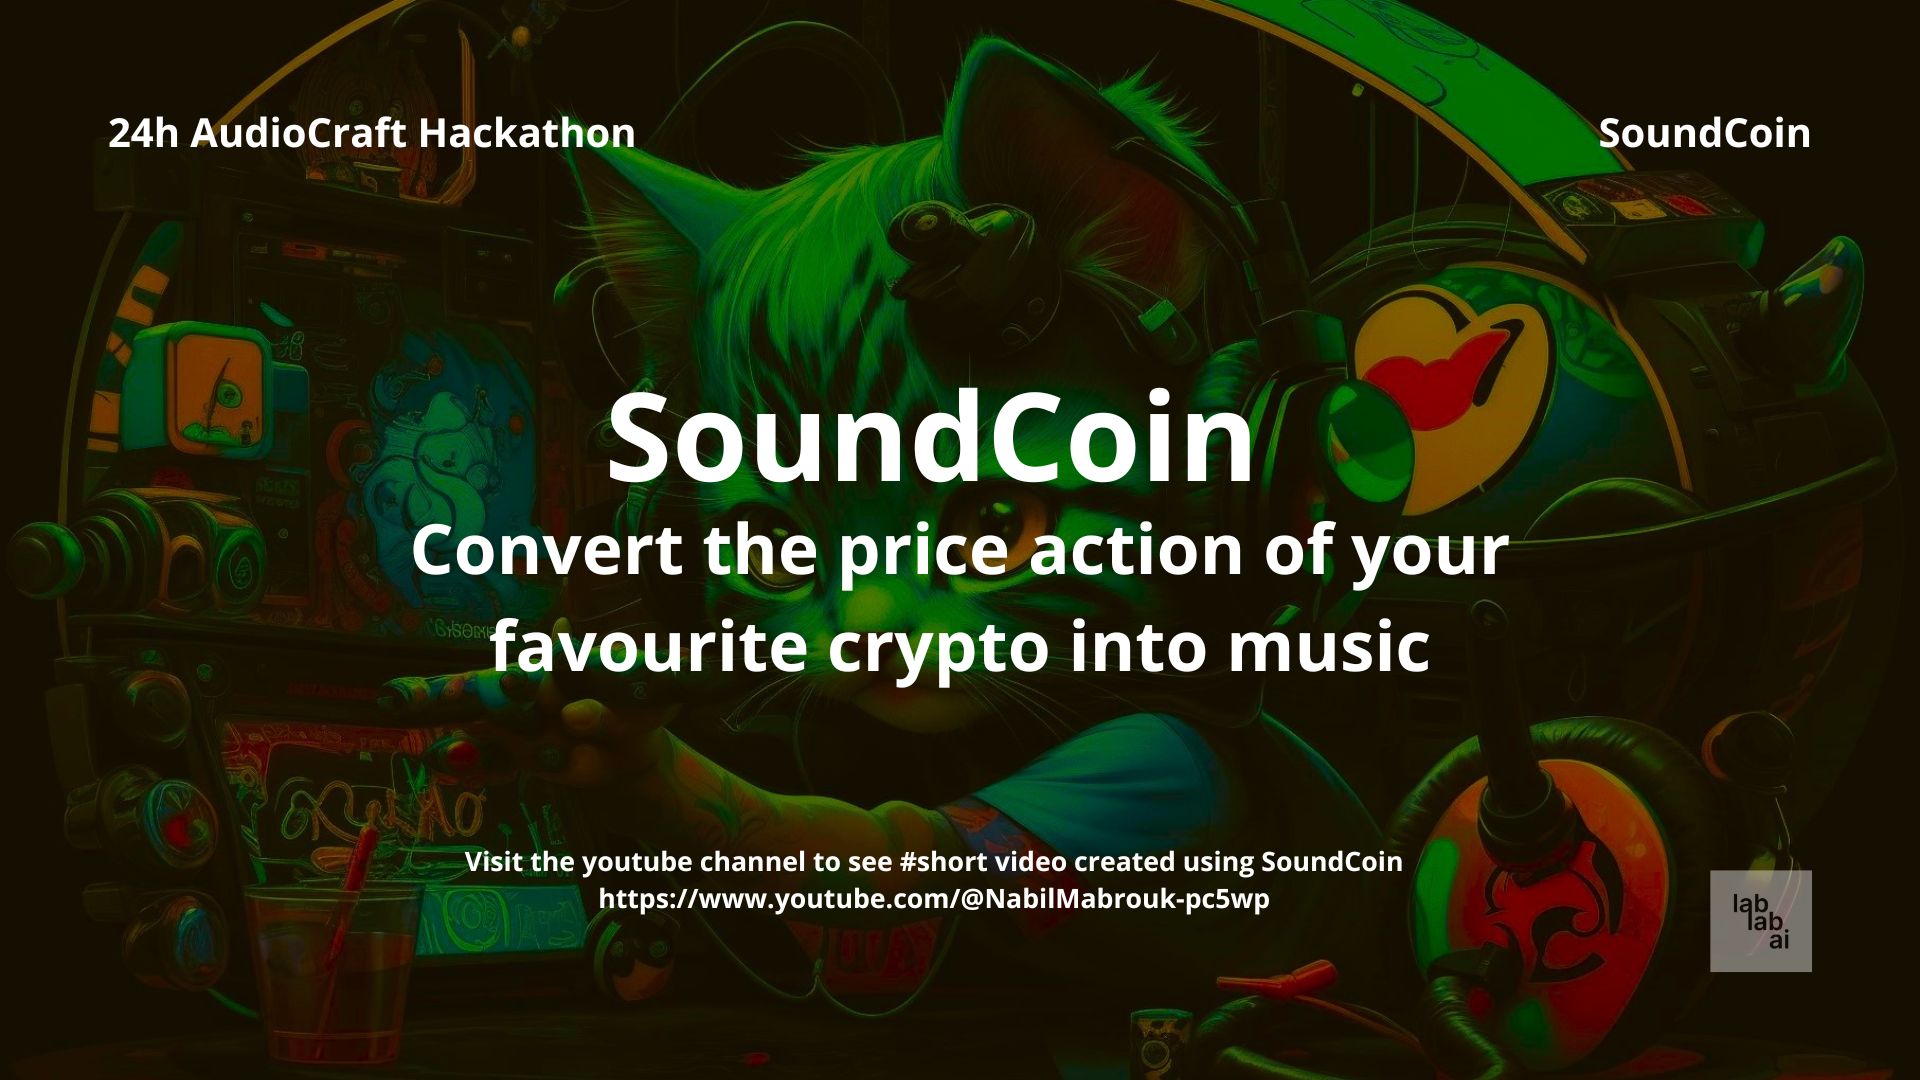 24h AudioCraft Hackathon
SoundCoin
SoundCoin
Convert the price action of your
favourite crypto into music
Visit the youtube channel to see #short video created using SoundCoin
https://www.youtube.com/@NabilMabrouk-pc5wp
lab
lab
ai